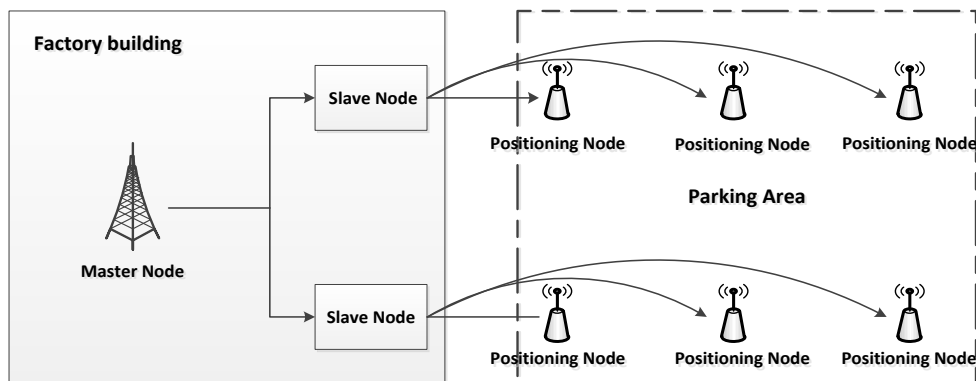 Factory building
Slave Node
Positioning Node
Positioning Node
Positioning Node
Parking Area
Master Node
Slave Node
Positioning Node
Positioning Node
Positioning Node